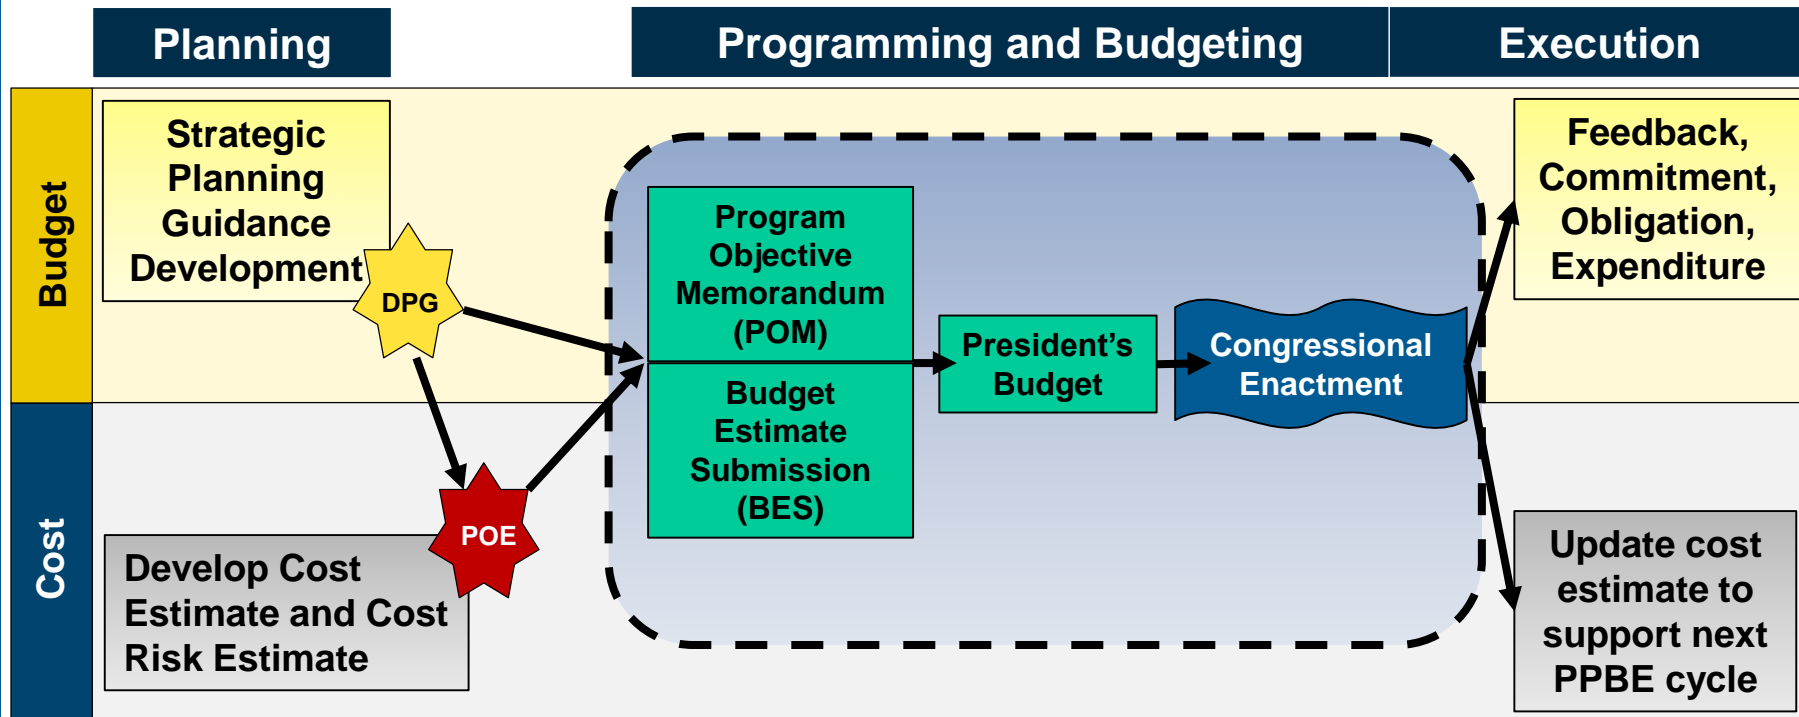 Planning
Programming and Budgeting
Execution
Budget
Strategic
Planning
Guidance
Development
DPG
Program
Objective
Memorandum
(POM)
Budget
Estimate
Submission
(BES)
President’s
Budget
Congressional
Enactment
Feedback,
Commitment,
Obligation,
Expenditure
Cost
POE
Develop Cost
Estimate and Cost
Risk Estimate
Update cost
estimate to
support next
PPBE cycle